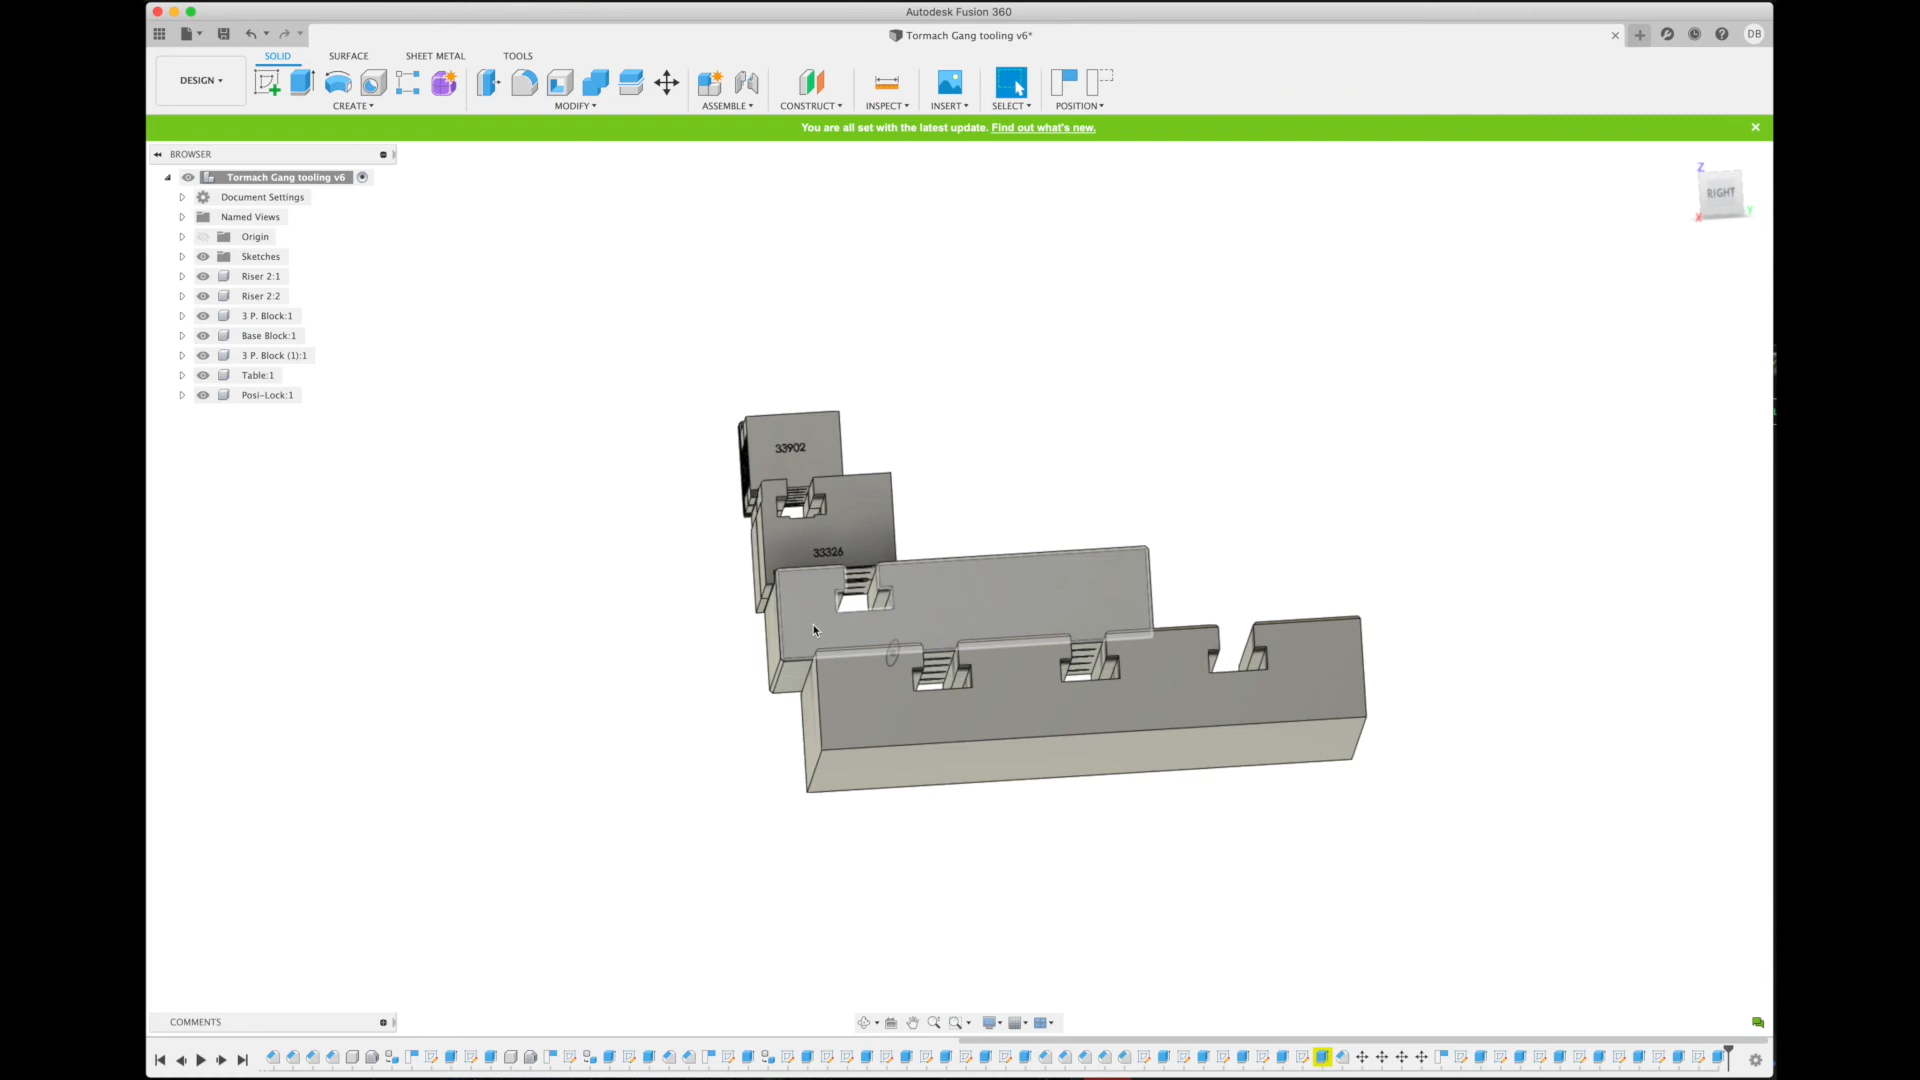 Autodesk Fusion 360
Tormach Gang tooling v6*
DB
SOLID
SURFACE
SHEET METAL
TOOLS
DESIGN
CREATE
MODIFY
ASSEMBLE
CONSTRUCT
INSPECT
INSERT
SELECT
POSITION
You are all set with the latest update. Find out what's new.
BROWSER
Tormach Gang tooling v6
Document Settings
Named Views
Origin
Sketches
Riser 2:1
Riser 2:2
3 P. Block:1
Base Block:1
3 P. Block (1):1
Table:1
Posi-Lock:1
Z
RIGHT
X
Y
33902
33326
COMMENTS